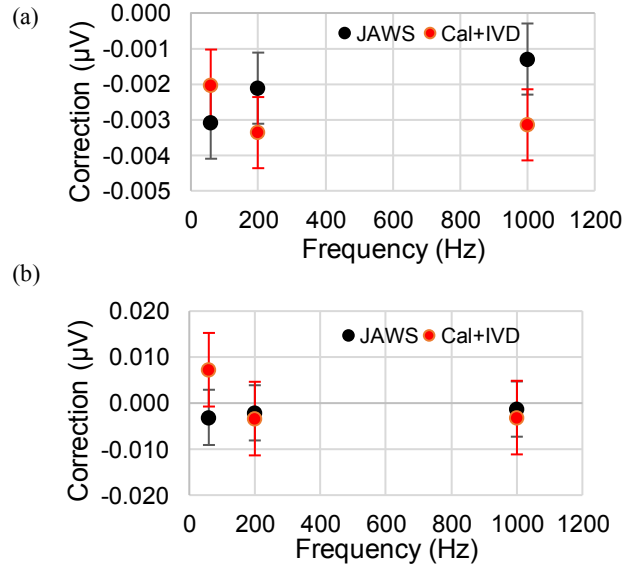 (a)
Correction (µV)
0.000
-0.001
-0.002
-0.003
-0.004
-0.005
JAWS Cal+IVD
0 200 400 600 800 1000 1200
Frequency (Hz)
(b)
Correction (µV)
0.020
0.010
0.000
-0.010
-0.020
JAWS Cal+IVD
0 200 400 600 800 1000 1200
Frequency (Hz)